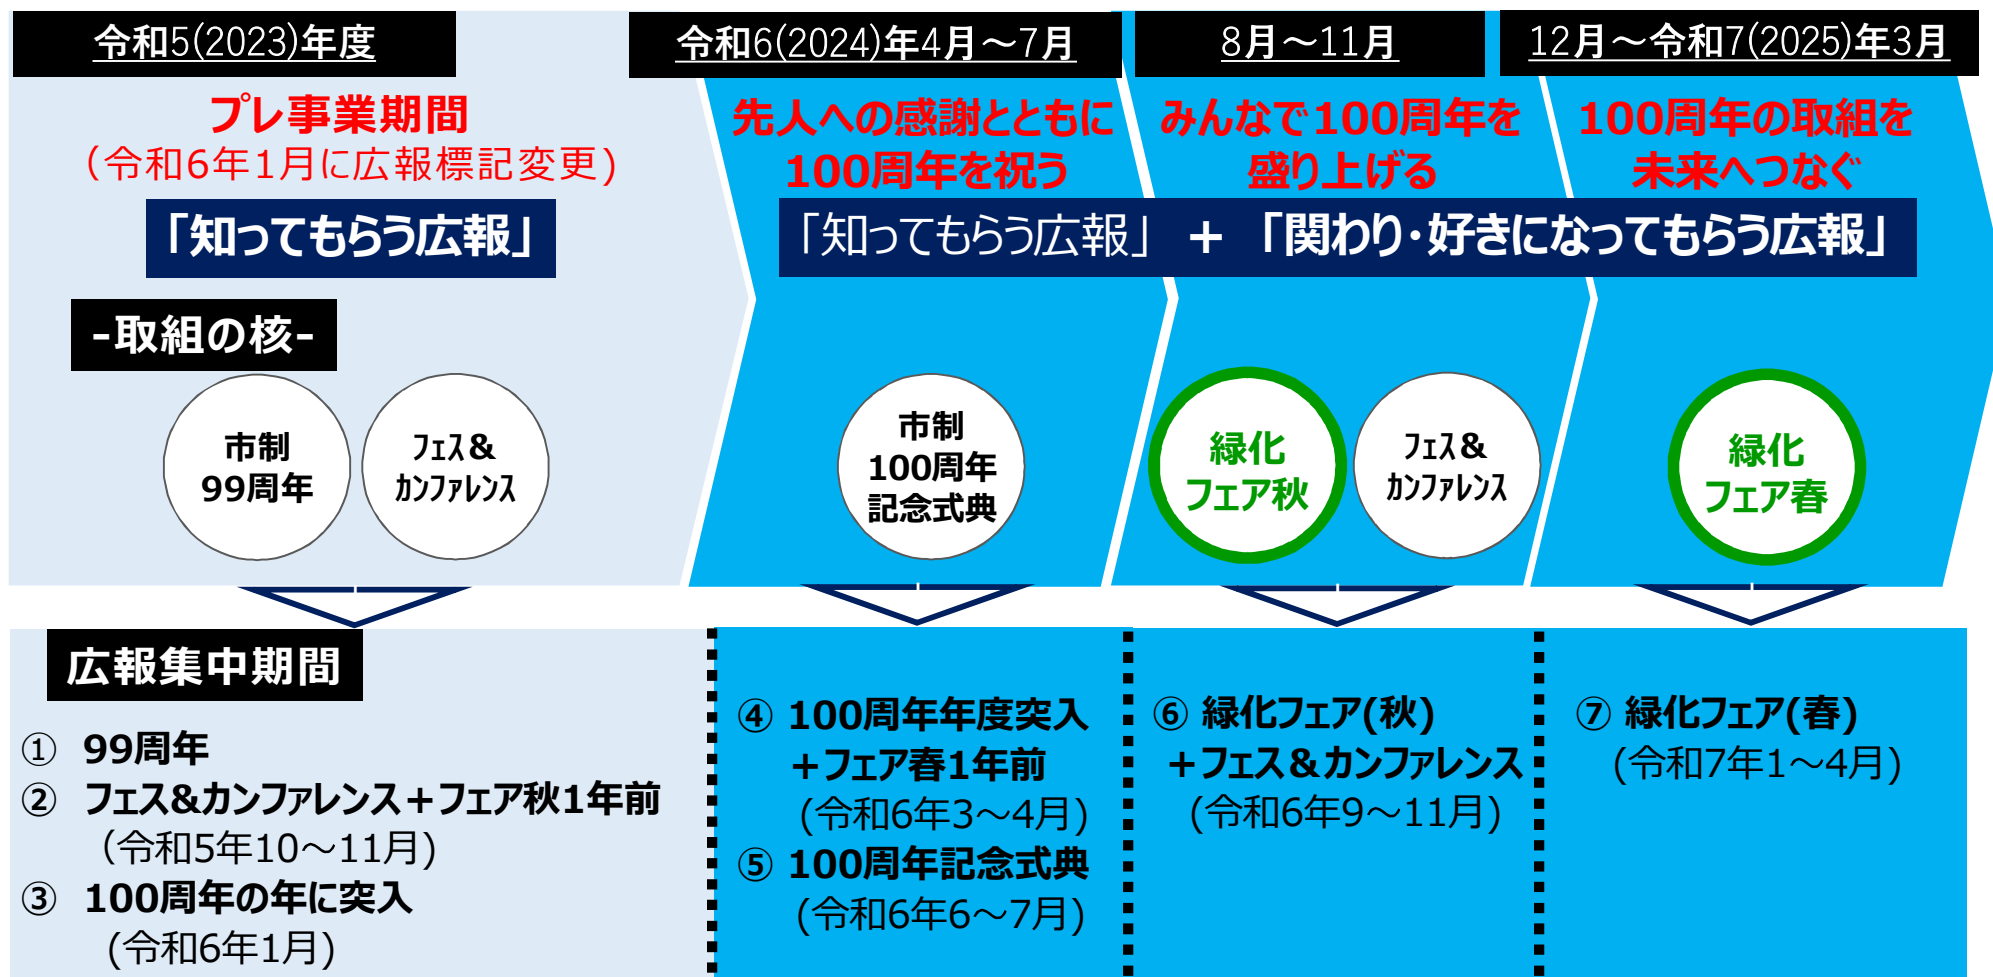 令和5(2023)年度
令和6(2024)年4月～7月
8月～11月
12月～令和7(2025)年3月
プレ事業期間
（令和6年1月に広報標記変更)
先人への感謝とともに
100周年を祝う
みんなで100周年を
盛り上げる
100周年の取組を
未来へつなぐ
「知ってもらう広報」
「知ってもらう広報」 + 「関わり・好きになってもらう広報」
-取組の核-
市制
99周年
フェス＆
カンファレンス
市制
100周年
記念式典
緑化
フェア秋
フェス＆
カンファレンス
緑化
フェア春
広報集中期間
① 99周年
② フェス&カンファレンス+フェア秋1年前
（令和5年10～11月)
③ 100周年の年に突入
(令和6年1月)
④ 100周年年度突入
+フェア春1年前
(令和6年3～4月)
⑤ 100周年記念式典
(令和6年6～7月)
⑥ 緑化フェア(秋)
+フェス＆カンファレンス
(令和6年9～11月)
⑦ 緑化フェア(春)
(令和7年1～4月)